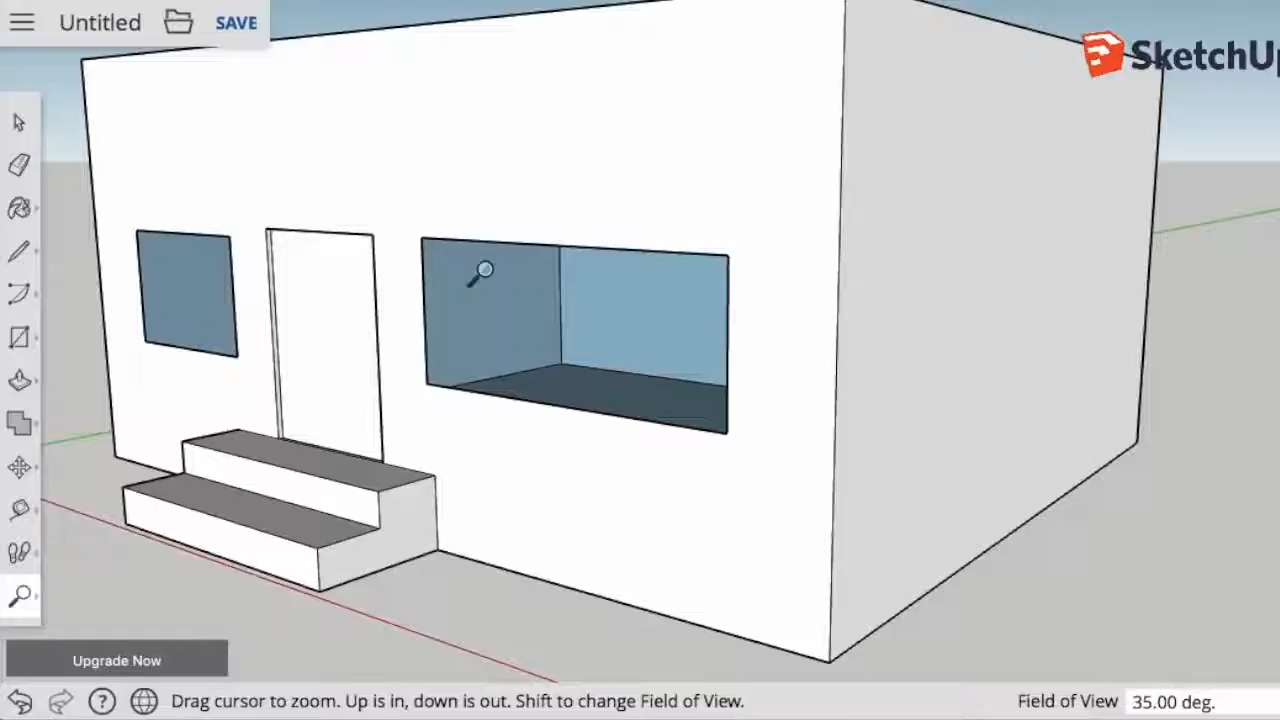 Untitled SAVE
SketchUp
Upgrade Now
Drag cursor to zoom. Up is in, down is out. Shift to change Field of View.
Field of View 35.00 deg.